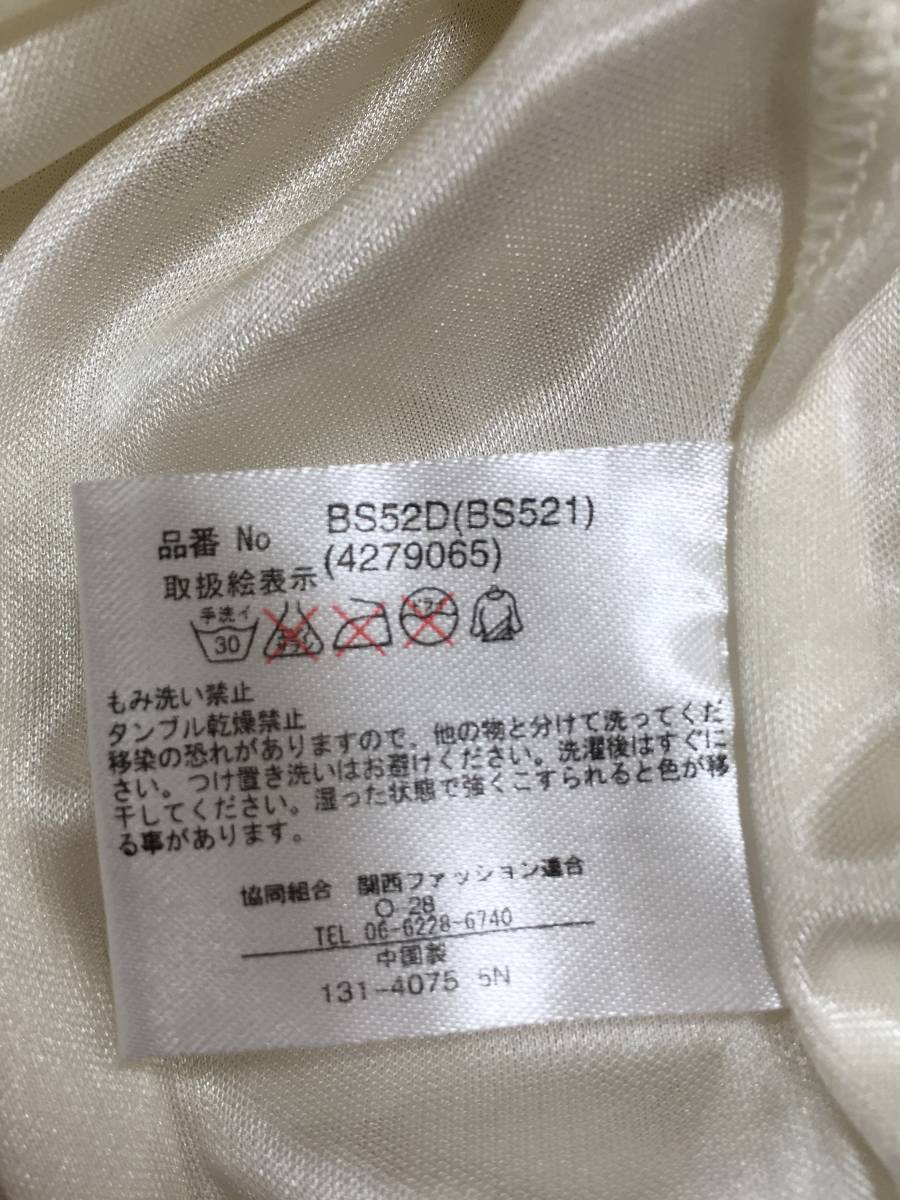 品番 No BS52D(BS521)
(4279065)
取扱絵表示
手洗イ
30
もみ洗い禁止
タンブル乾燥禁止
移染の恐れがありますので、他の物と分けて洗ってくだ
さい。つけ置き洗いはお避けください。洗濯後はすぐに
干してください。湿った状態で強くこすられると色が移
る事があります。
協同組合 関西ファッション連合
O 28
TEL 06-6228-6740
中国製
131-4075 5N